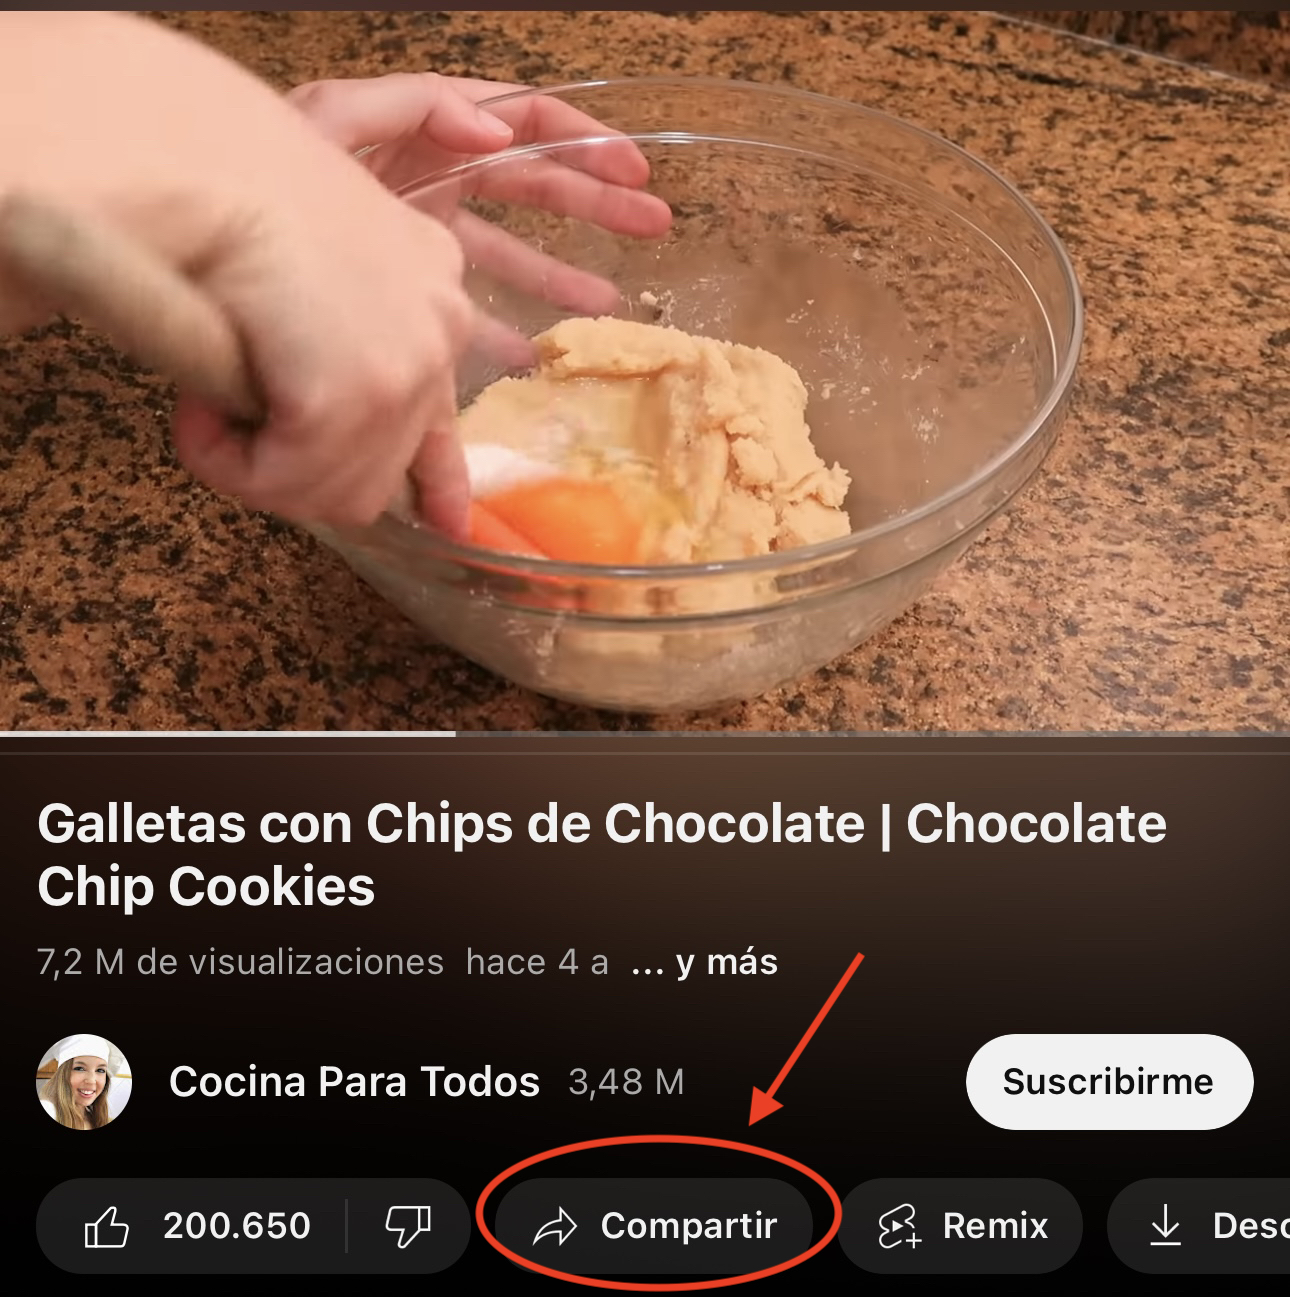 Galletas con Chips de Chocolate | Chocolate
Chip Cookies
7,2 M de visualizaciones hace 4 a ... y más
Cocina Para Todos 3,48 M
Suscribirme
200.650
Compartir
Remix
Desc